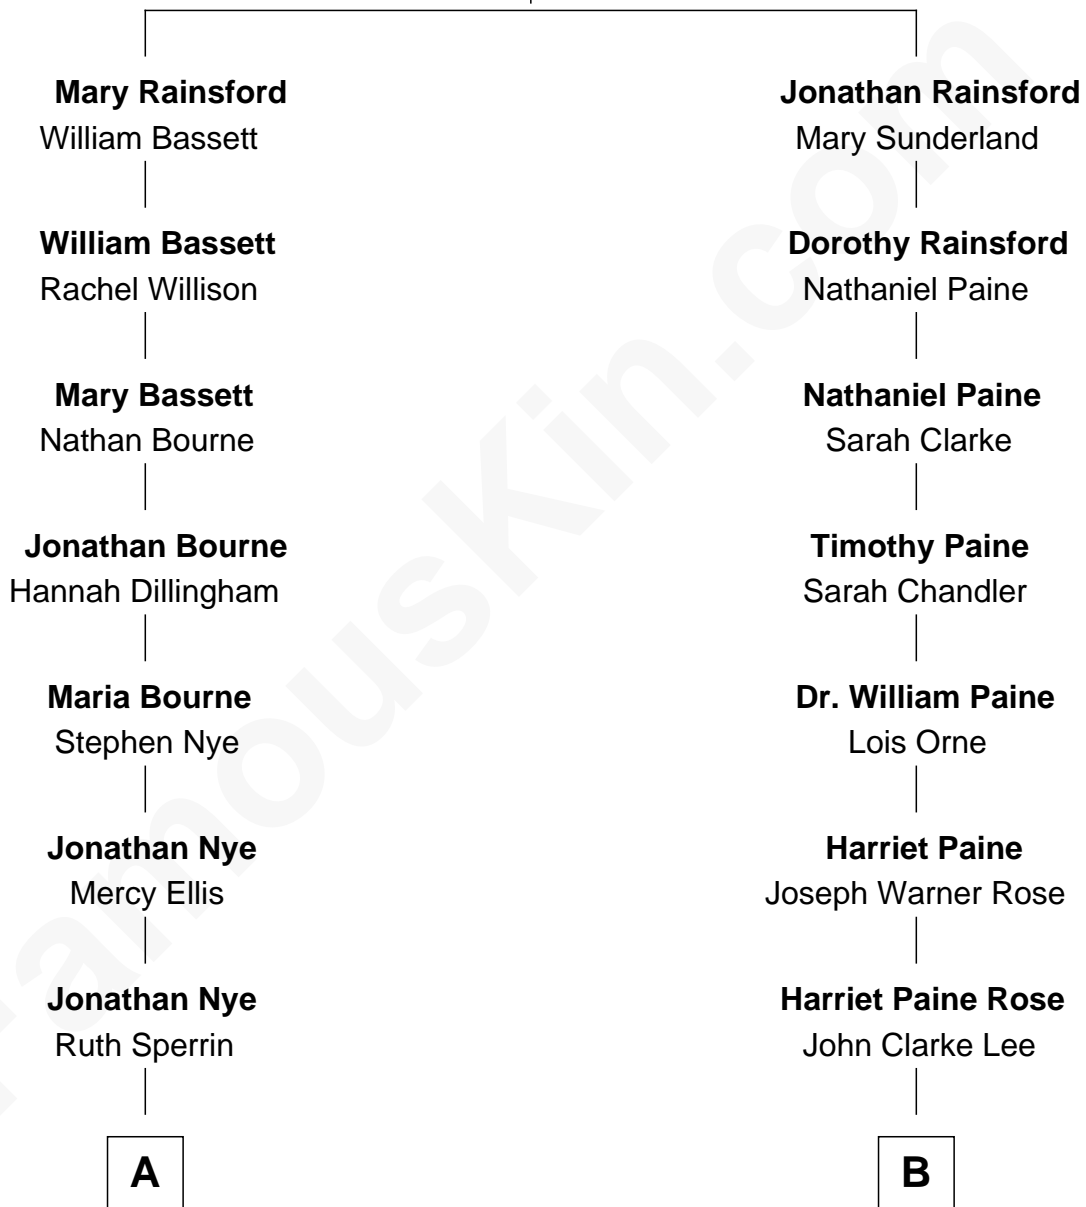 Mary Rainsford
William Bassett
William Bassett
Rachel Willison
Mary Bassett
Nathan Bourne
Jonathan Bourne
Hannah Dillingham
Maria Bourne
Stephen Nye
Jonathan Nye
Mercy Ellis
Jonathan Nye
Ruth Sperrin
A
Jonathan Rainsford
Mary Sunderland
Dorothy Rainsford
Nathaniel Paine
Nathaniel Paine
Sarah Clarke
Timothy Paine
Sarah Chandler
Dr. William Paine
Lois Orne
Harriet Paine
Joseph Warner Rose
Harriet Paine Rose
John Clarke Lee
B
FamousKin.com